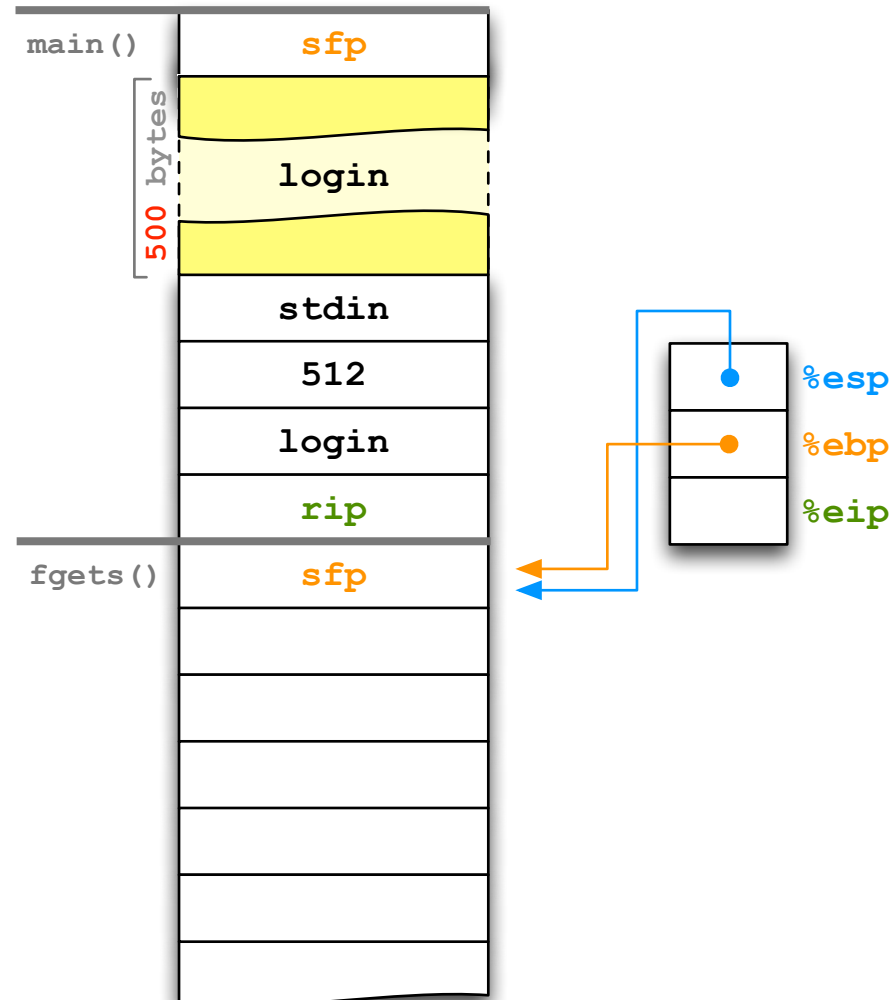 main()
sfp
500 bytes
login
stdin
512
login
rip
fgets()
sfp
%esp
%ebp
%eip